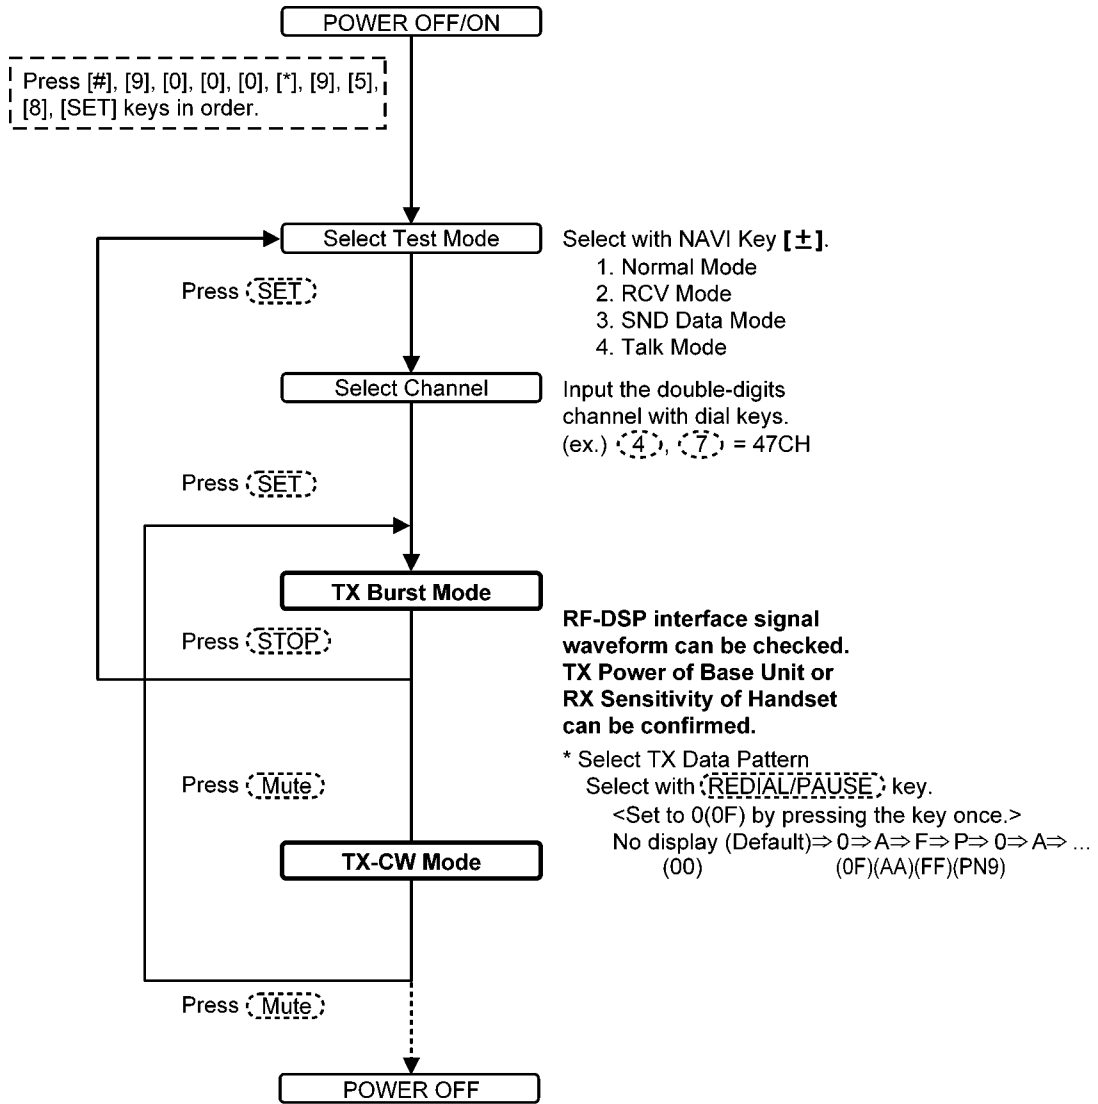 POWER OFF/ON
Press [#], [9], [0], [0], [0], [*], [9], [5],
[8], [SET] keys in order.
Select Test Mode
Select with NAVI Key [±].
1. Normal Mode
2. RCV Mode
3. SND Data Mode
4. Talk Mode
Press SET
Select Channel
Input the double-digits
channel with dial keys.
(ex.) 4, 7 = 47CH
Press SET
TX Burst Mode
RF-DSP interface signal
waveform can be checked.
TX Power of Base Unit or
RX Sensitivity of Handset
can be confirmed.
Press STOP
* Select TX Data Pattern
Select with REDIAL/PAUSE key.
<Set to 0(0F) by pressing the key once.>
No display (Default)⇒ 0⇒ A⇒ F⇒ P⇒ 0⇒ A⇒ ...
(00) (0F)(AA)(FF)(PN9)
Press Mute
TX-CW Mode
Press Mute
POWER OFF